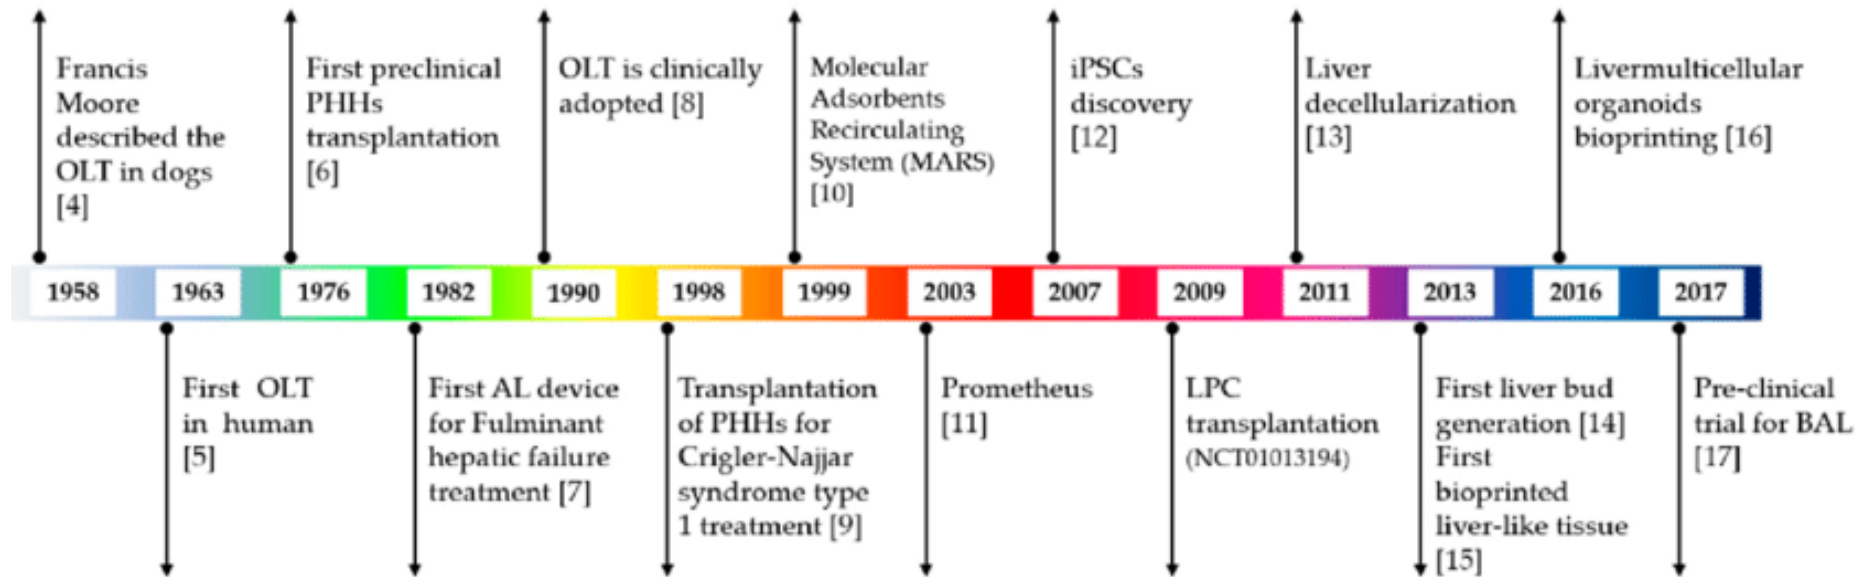 Francis
Moore
described the
OLT in dogs
[4]
First preclinical
PHHs
transplantation
[6]
OLT is clinically
adopted [8]
Molecular
Adsorbents
Recirculating
System (MARS)
[10]
iPSCs
discovery
[12]
Liver
decellularization
[13]
Livermulticellular
organoids
bioprinting [16]
1958
1963
1976
1982
1990
1998
1999
2003
2007
2009
2011
2013
2016
2017
First OLT
in human
[5]
First AL device
for Fulminant
hepatic failure
treatment [7]
Transplantation
of PHHs for
Crigler-Najjar
syndrome type
1 treatment [9]
Prometheus
[11]
LPC
transplantation
(NCT01013194)
First liver bud
generation [14]
First
bioprinted
liver-like tissue
[15]
Pre-clinical
trial for BAL
[17]